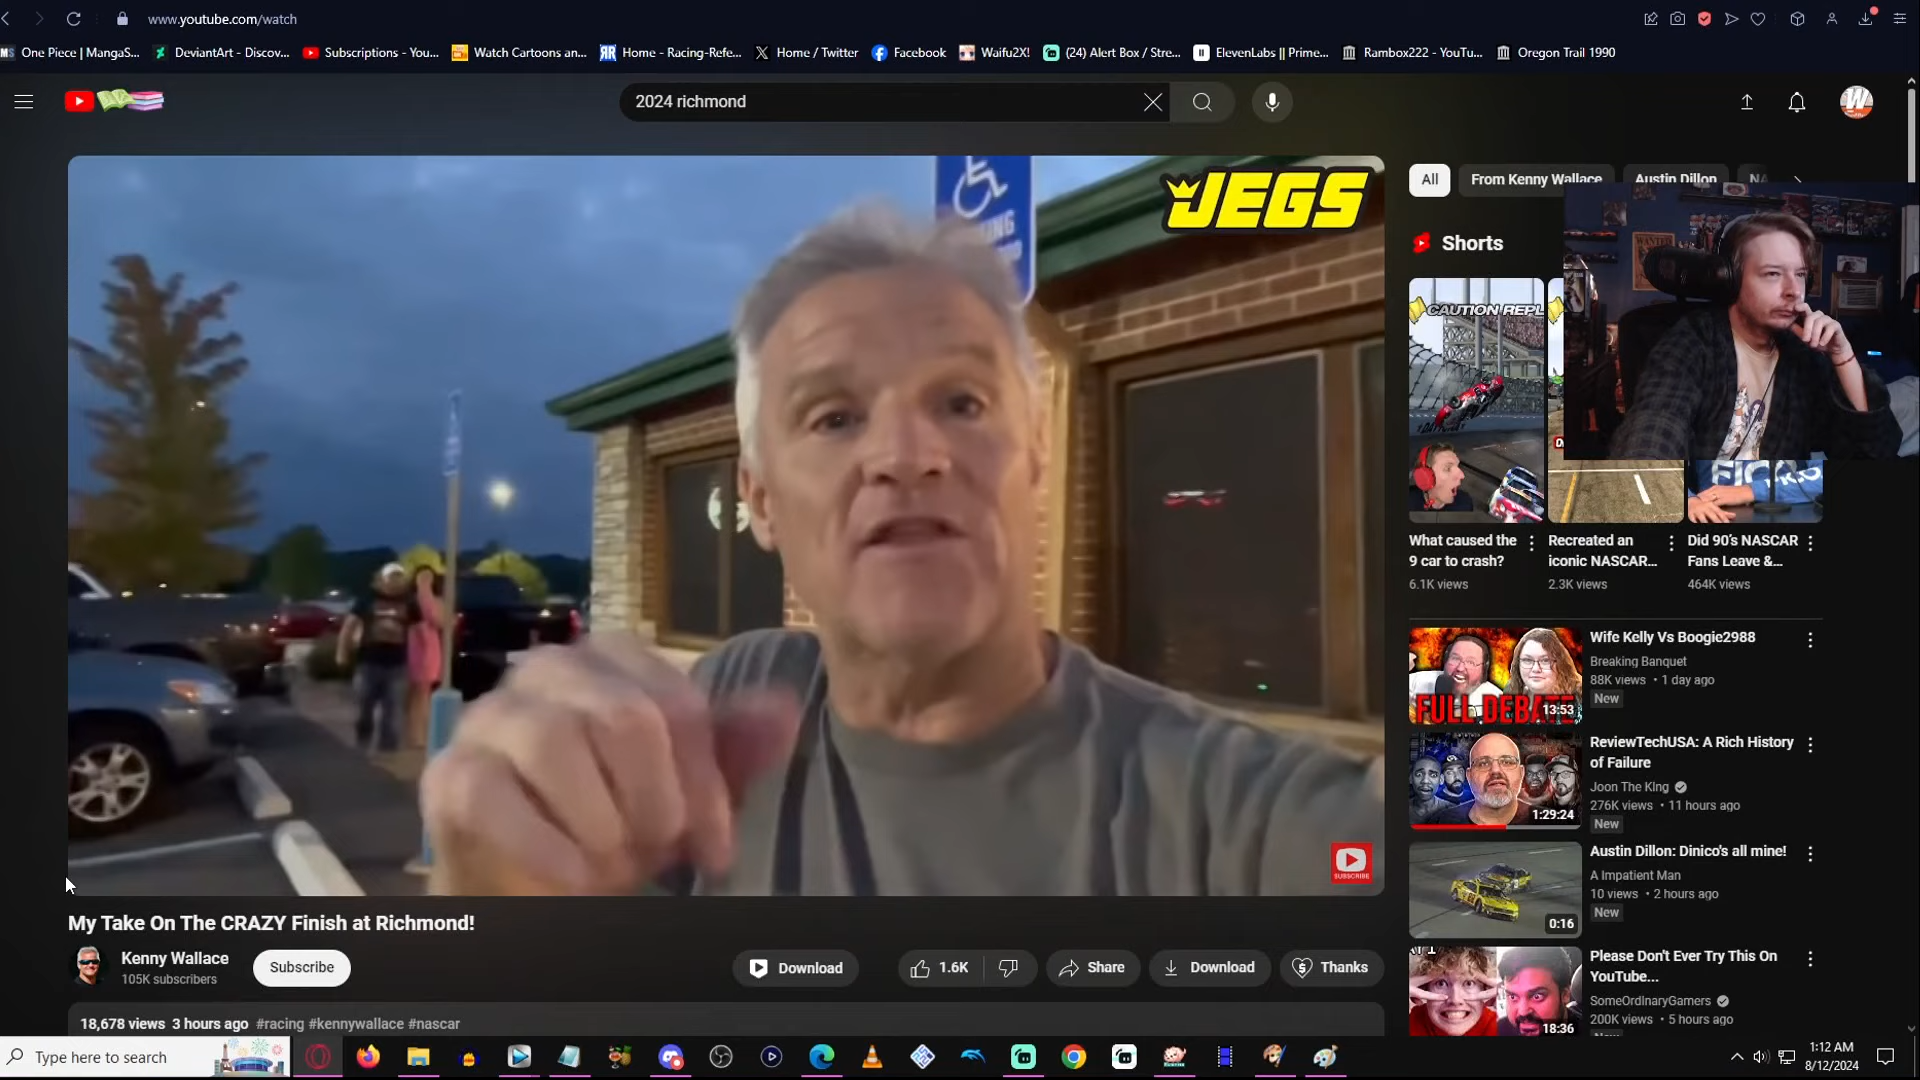 www.youtube.com/watch
One Piece | MangaS...
DeviantArt - Discov...
Subscriptions - You...
Watch Cartoons an...
Home - Racing-Refe...
Home / Twitter
Facebook
Waifu2X!
(24) Alert Box / Stre...
ElevenLabs || Prime...
Rambox222 - YouTu...
Oregon Trail 1990
2024 richmond
JEGS
All
From Kenny Wallace
Austin Dillon
Shorts
CAUTION REPL
What caused the
9 car to crash?
6.1K views
Recreated an
iconic NASCAR...
2.3K views
Did 90's NASCAR
Fans Leave &...
464K views
FULL DEBATE
13:53
Wife Kelly Vs Boogie2988
Breaking Banquet
88K views • 1 day ago
New
1:29:24
ReviewTechUSA: A Rich History
of Failure
Joon The King
276K views • 11 hours ago
New
0:16
Austin Dillon: Dinico's all mine!
A Impatient Man
10 views • 2 hours ago
New
18:36
Please Don't Ever Try This On
YouTube...
SomeOrdinaryGamers
200K views • 5 hours ago
SUBSCRIBE
My Take On The CRAZY Finish at Richmond!
Kenny Wallace
105K subscribers
Subscribe
Download
1.6K
Share
Download
Thanks
18,678 views 3 hours ago #racing #kennywallace #nascar
Type here to search
1:12 AM
8/12/2024